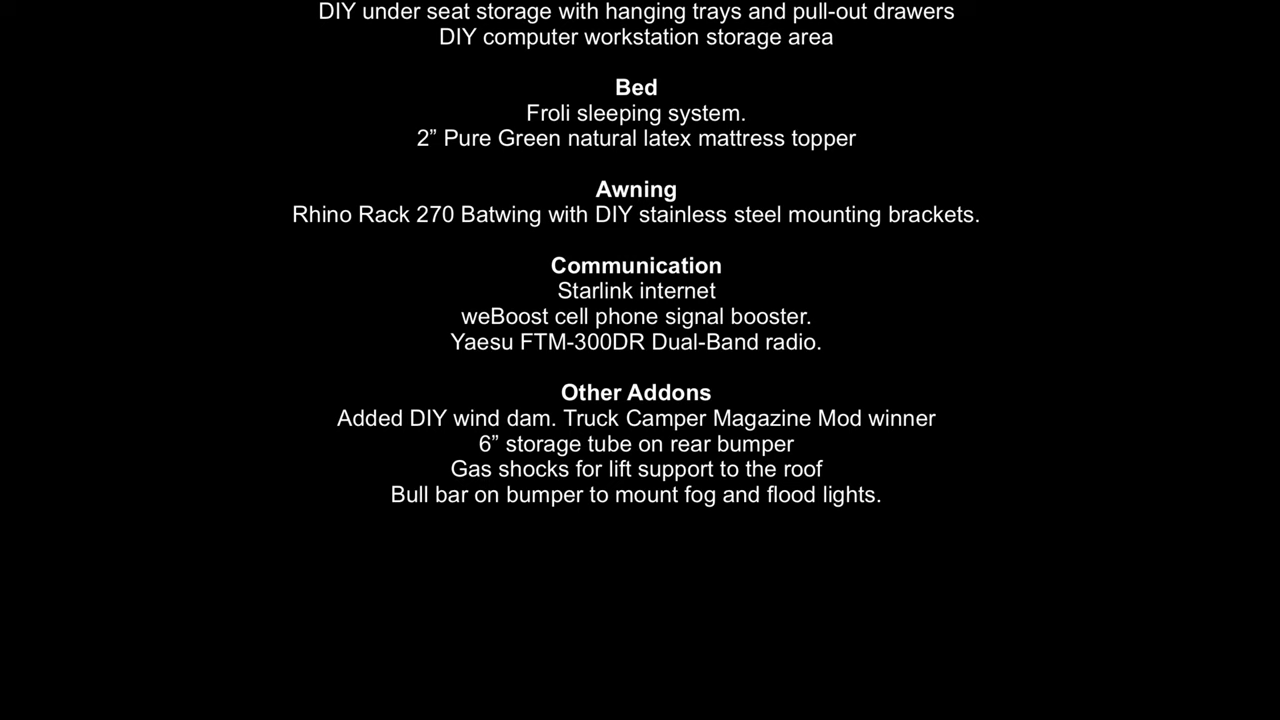 DIY under seat storage with hanging trays and pull-out drawers
DIY computer workstation storage area
Bed
Froli sleeping system.
2” Pure Green natural latex mattress topper
Awning
Rhino Rack 270 Batwing with DIY stainless steel mounting brackets.
Communication
Starlink internet
weBoost cell phone signal booster.
Yaesu FTM-300DR Dual-Band radio.
Other Addons
Added DIY wind dam. Truck Camper Magazine Mod winner
6” storage tube on rear bumper
Gas shocks for lift support to the roof
Bull bar on bumper to mount fog and flood lights.